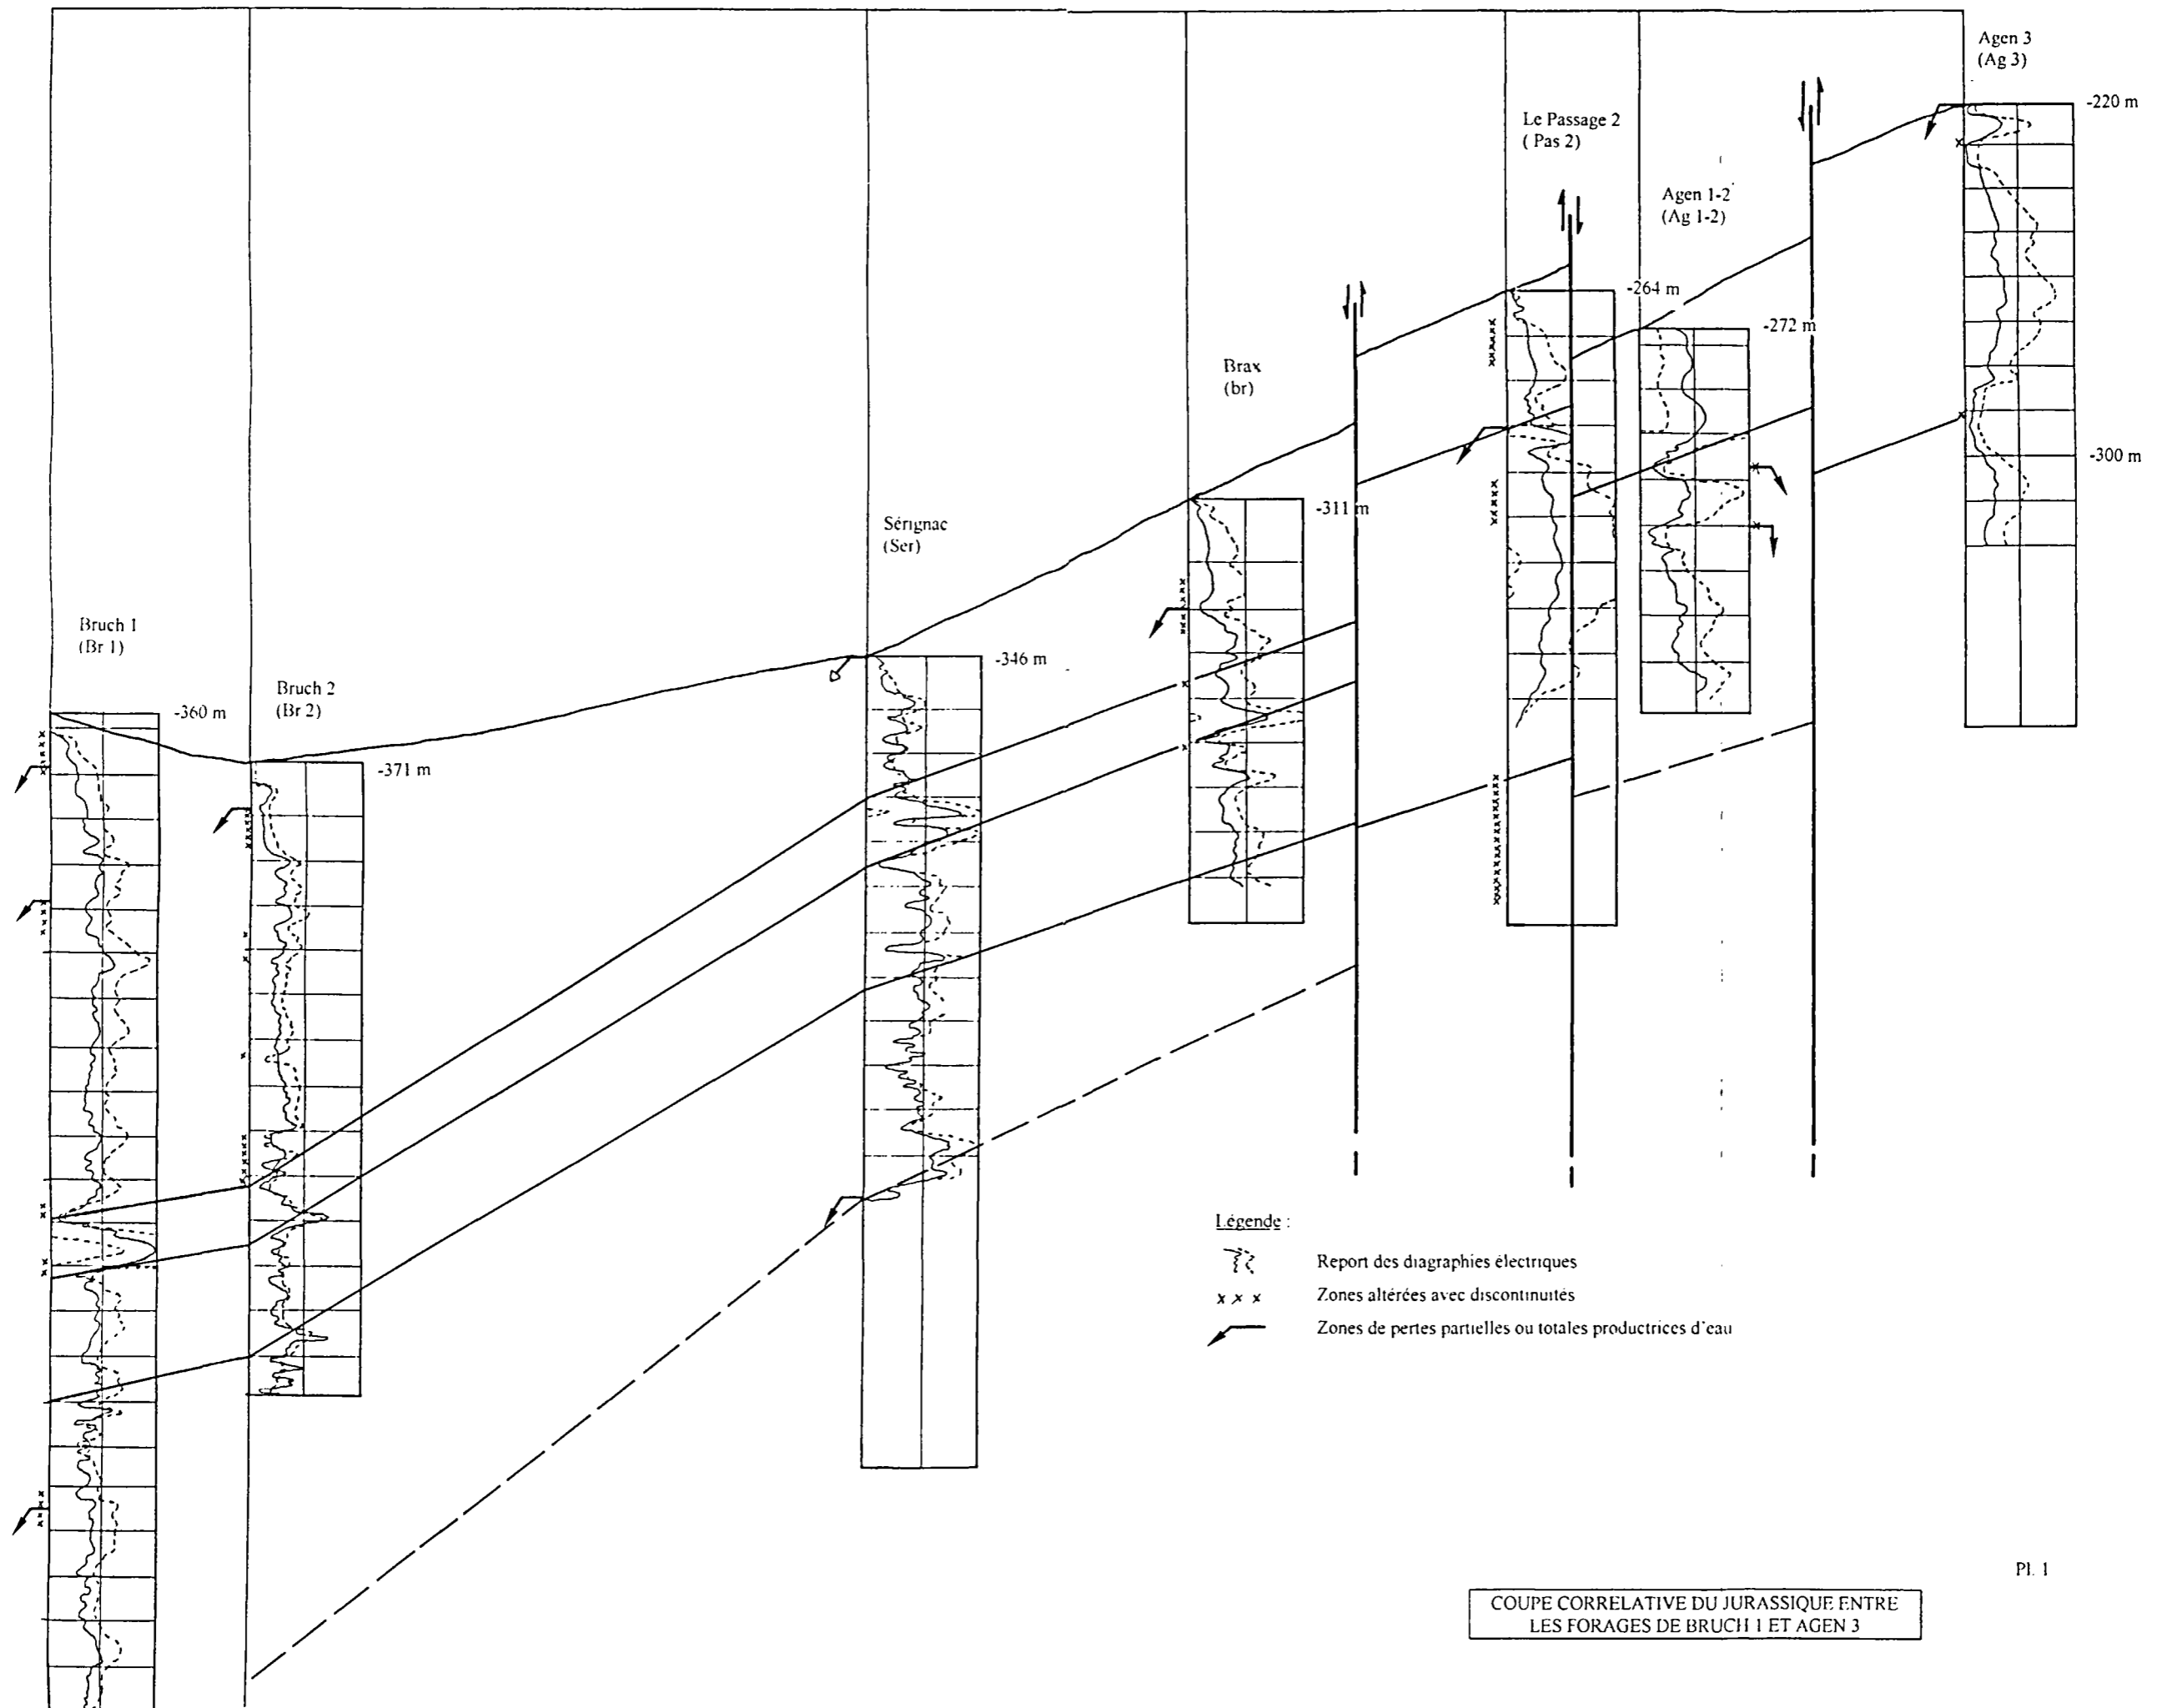 Agen 3
(Ag 3)
-220 m
Le Passage 2
( Pas 2)
Agen 1-2
(Ag 1-2)
-264 m
-272 m
Brax
(br)
-300 m
-311 m
Sérignac
(Ser)
Bruch 1
(Br 1)
-346 m
Bruch 2
(Br 2)
-360 m
-371 m
Légende :
Report des diagraphies électriques
x x x Zones altérées avec discontinuités
Zones de pertes partielles ou totales productrices d'eau
Pl. 1
COUPE CORRELATIVE DU JURASSIQUE ENTRE
LES FORAGES DE BRUCH 1 ET AGEN 3